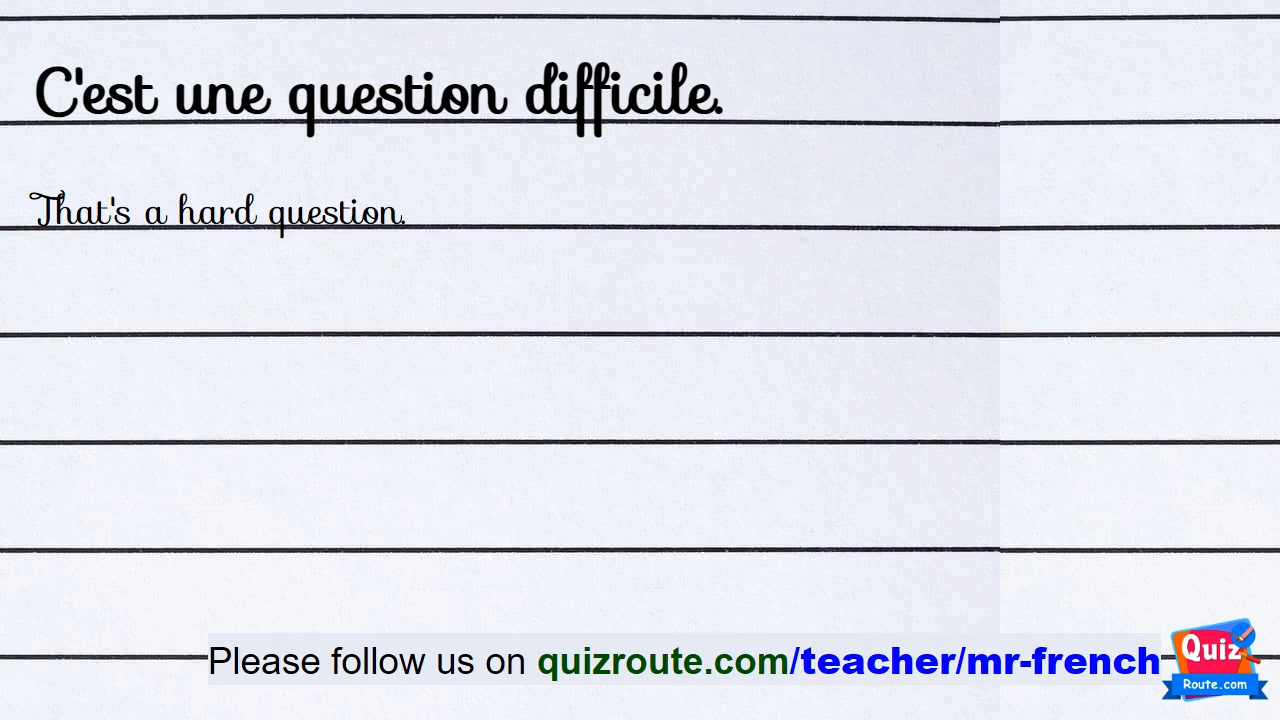 C'est une question difficile.
That's a hard question.
Please follow us on quizroute.com/teacher/mr-french
Quiz
Route.com